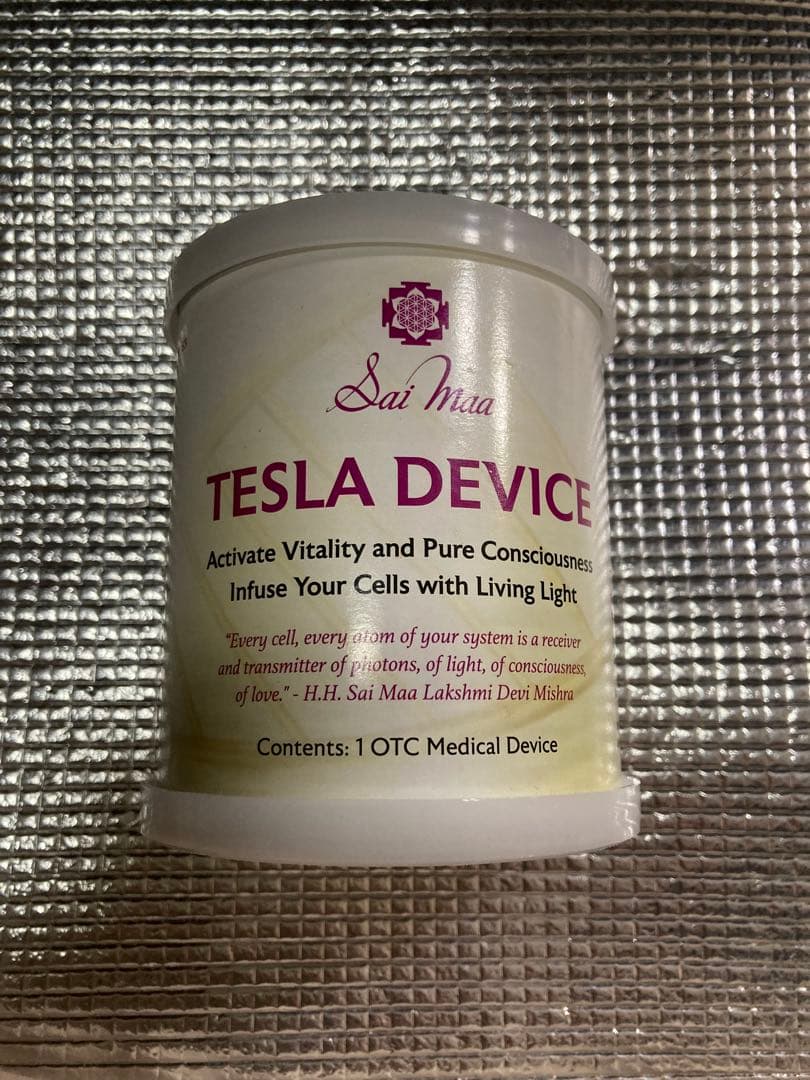 Sai Maa
TESLA DEVICE
Activate Vitality and Pure Consciousness
Infuse Your Cells with Living Light
"Every cell, every atom of your system is a receiver
and transmitter of photons, of light, of consciousness,
of love." - H.H. Sai Maa Lakshmi Devi Mishra
Contents: 1 OTC Medical Device